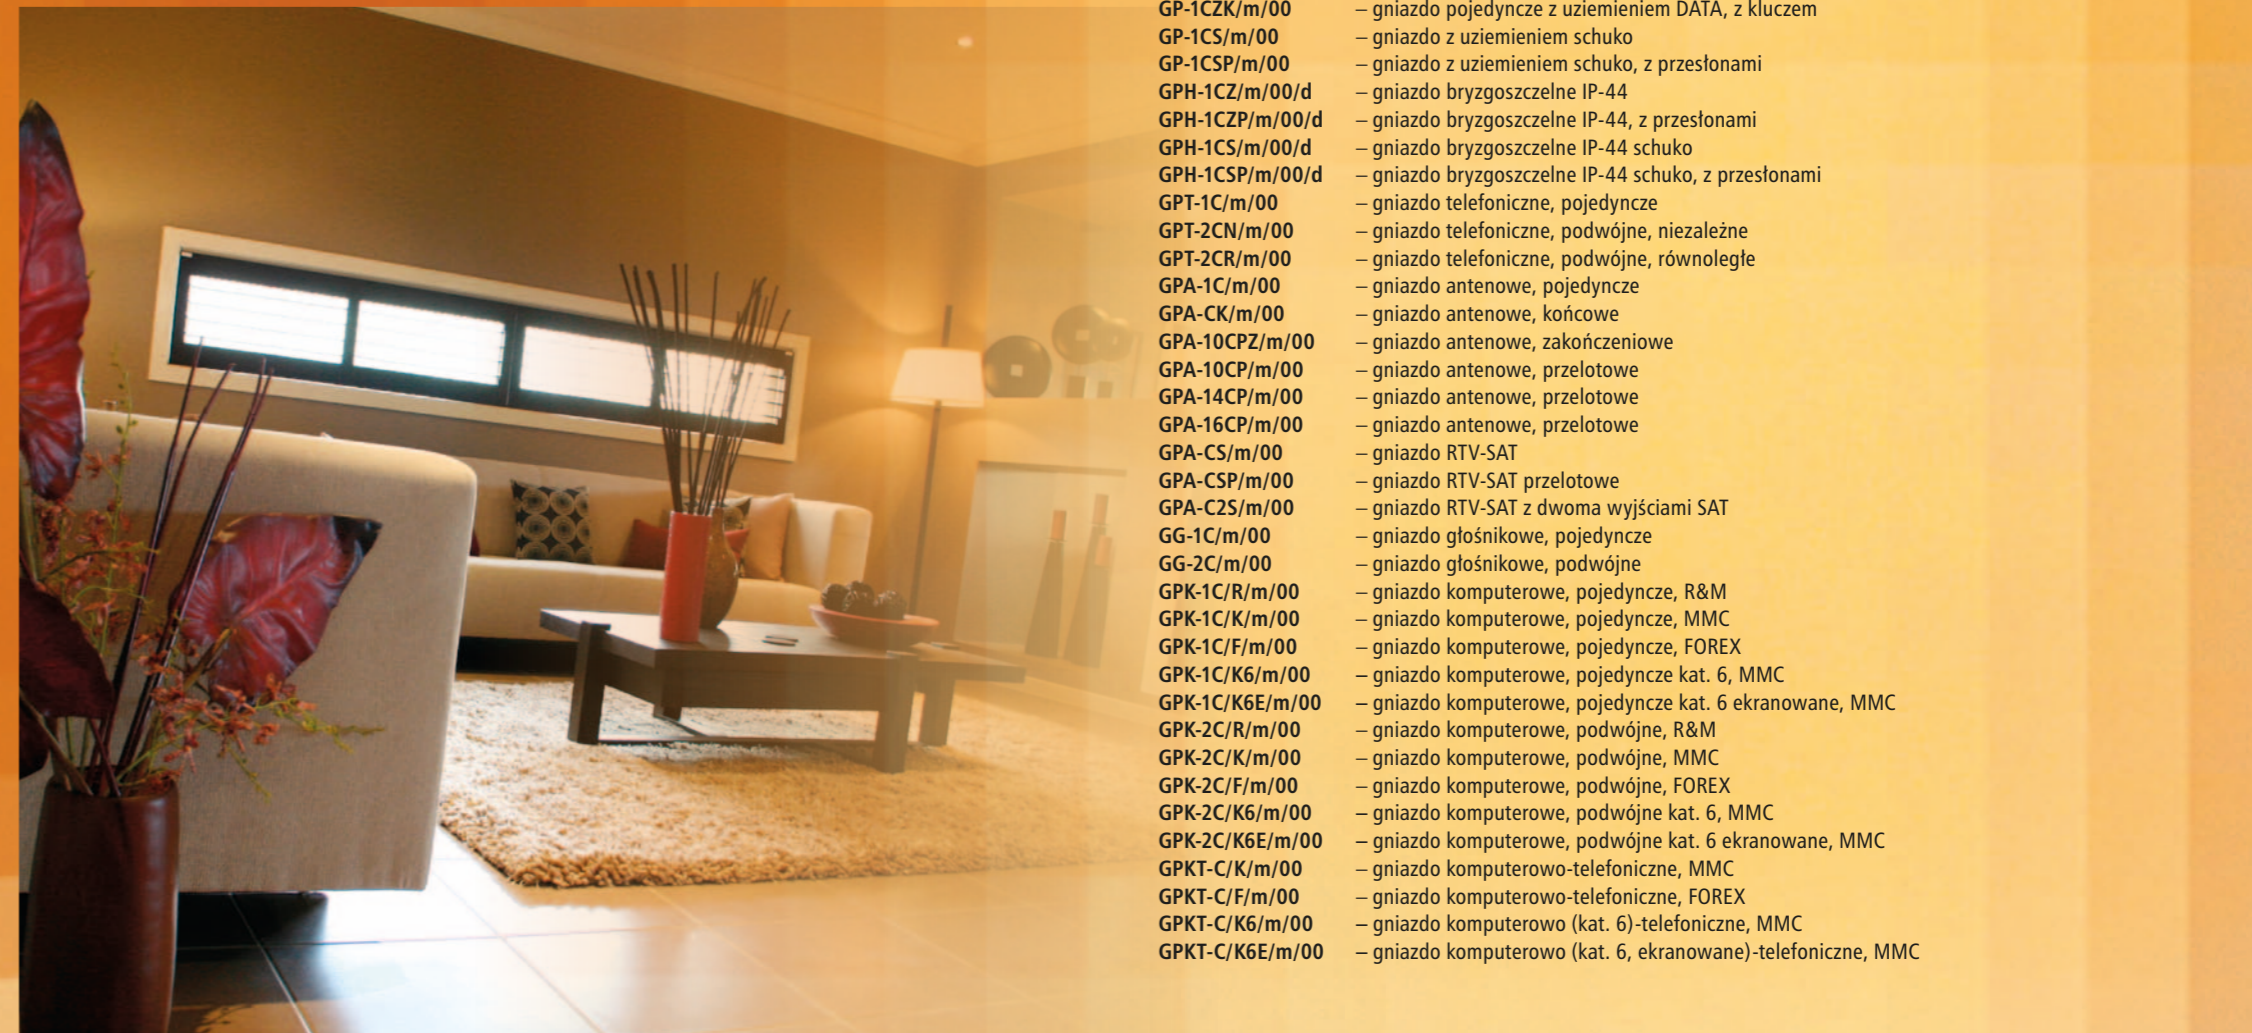 GP-1CZK/m/00 – gniazdo pojedyncze z uziemieniem DATA, z kluczem
GP-1CS/m/00 – gniazdo z uziemieniem schuko
GP-1CSP/m/00 – gniazdo z uziemieniem schuko, z przesłonami
GPH-1CZ/m/00/d – gniazdo bryzgoszczelne IP-44
GPH-1CZP/m/00/d – gniazdo bryzgoszczelne IP-44, z przesłonami
GPH-1CS/m/00/d – gniazdo bryzgoszczelne IP-44 schuko
GPH-1CSP/m/00/d – gniazdo bryzgoszczelne IP-44 schuko, z przesłonami
GPT-1C/m/00 – gniazdo telefoniczne, pojedyncze
GPT-2CN/m/00 – gniazdo telefoniczne, podwójne, niezależne
GPT-2CR/m/00 – gniazdo telefoniczne, podwójne, równoległe
GPA-1C/m/00 – gniazdo antenowe, pojedyncze
GPA-CK/m/00 – gniazdo antenowe, końcowe
GPA-10CPZ/m/00 – gniazdo antenowe, zakończeniowe
GPA-10CP/m/00 – gniazdo antenowe, przelotowe
GPA-14CP/m/00 – gniazdo antenowe, przelotowe
GPA-16CP/m/00 – gniazdo antenowe, przelotowe
GPA-CS/m/00 – gniazdo RTV-SAT
GPA-CSP/m/00 – gniazdo RTV-SAT przelotowe
GPA-C2S/m/00 – gniazdo RTV-SAT z dwoma wyjściami SAT
GG-1C/m/00 – gniazdo głośnikowe, pojedyncze
GG-2C/m/00 – gniazdo głośnikowe, podwójne
GPK-1C/R/m/00 – gniazdo komputerowe, pojedyncze, R&M
GPK-1C/K/m/00 – gniazdo komputerowe, pojedyncze, MMC
GPK-1C/F/m/00 – gniazdo komputerowe, pojedyncze, FOREX
GPK-1C/K6/m/00 – gniazdo komputerowe, pojedyncze kat. 6, MMC
GPK-1C/K6E/m/00 – gniazdo komputerowe, pojedyncze kat. 6 ekranowane, MMC
GPK-2C/R/m/00 – gniazdo komputerowe, podwójne, R&M
GPK-2C/K/m/00 – gniazdo komputerowe, podwójne, MMC
GPK-2C/F/m/00 – gniazdo komputerowe, podwójne, FOREX
GPK-2C/K6/m/00 – gniazdo komputerowe, podwójne kat. 6, MMC
GPK-2C/K6E/m/00 – gniazdo komputerowe, podwójne kat. 6 ekranowane, MMC
GPKT-C/K/m/00 – gniazdo komputerowo-telefoniczne, MMC
GPKT-C/F/m/00 – gniazdo komputerowo-telefoniczne, FOREX
GPKT-C/K6/m/00 – gniazdo komputerowo (kat. 6)-telefoniczne, MMC
GPKT-C/K6E/m/00 – gniazdo komputerowo (kat. 6, ekranowane)-telefoniczne, MMC